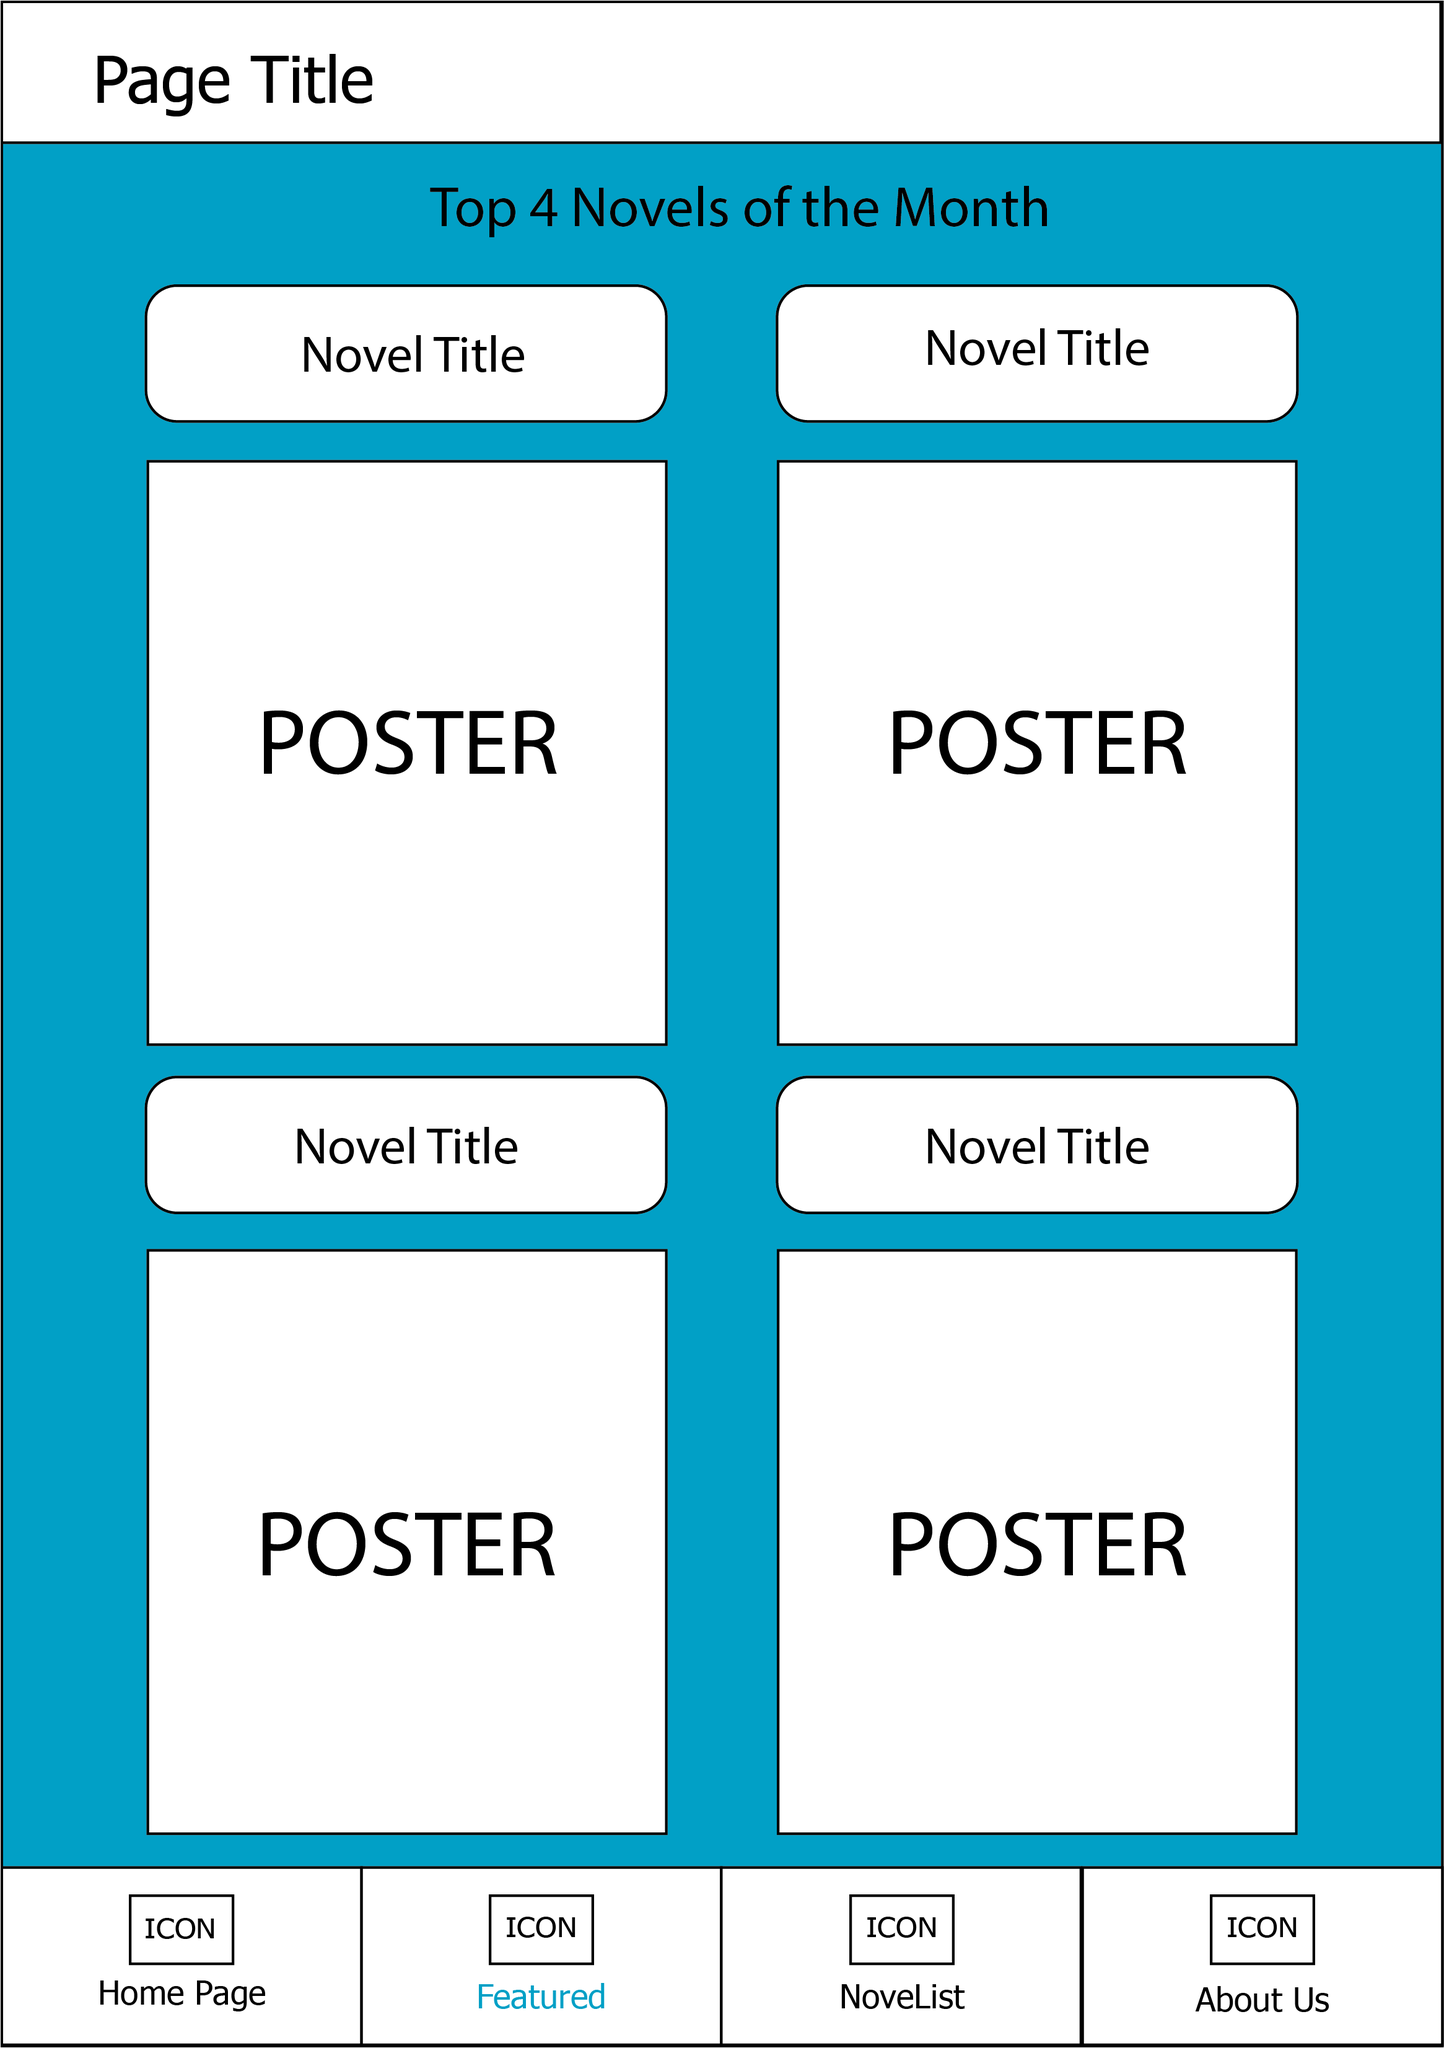 Page Title
Top 4 Novels of the Month
Novel Title
Novel Title
POSTER
POSTER
Novel Title
Novel Title
POSTER
POSTER
ICON
Home Page
ICON
Featured
ICON
NoveList
ICON
About Us